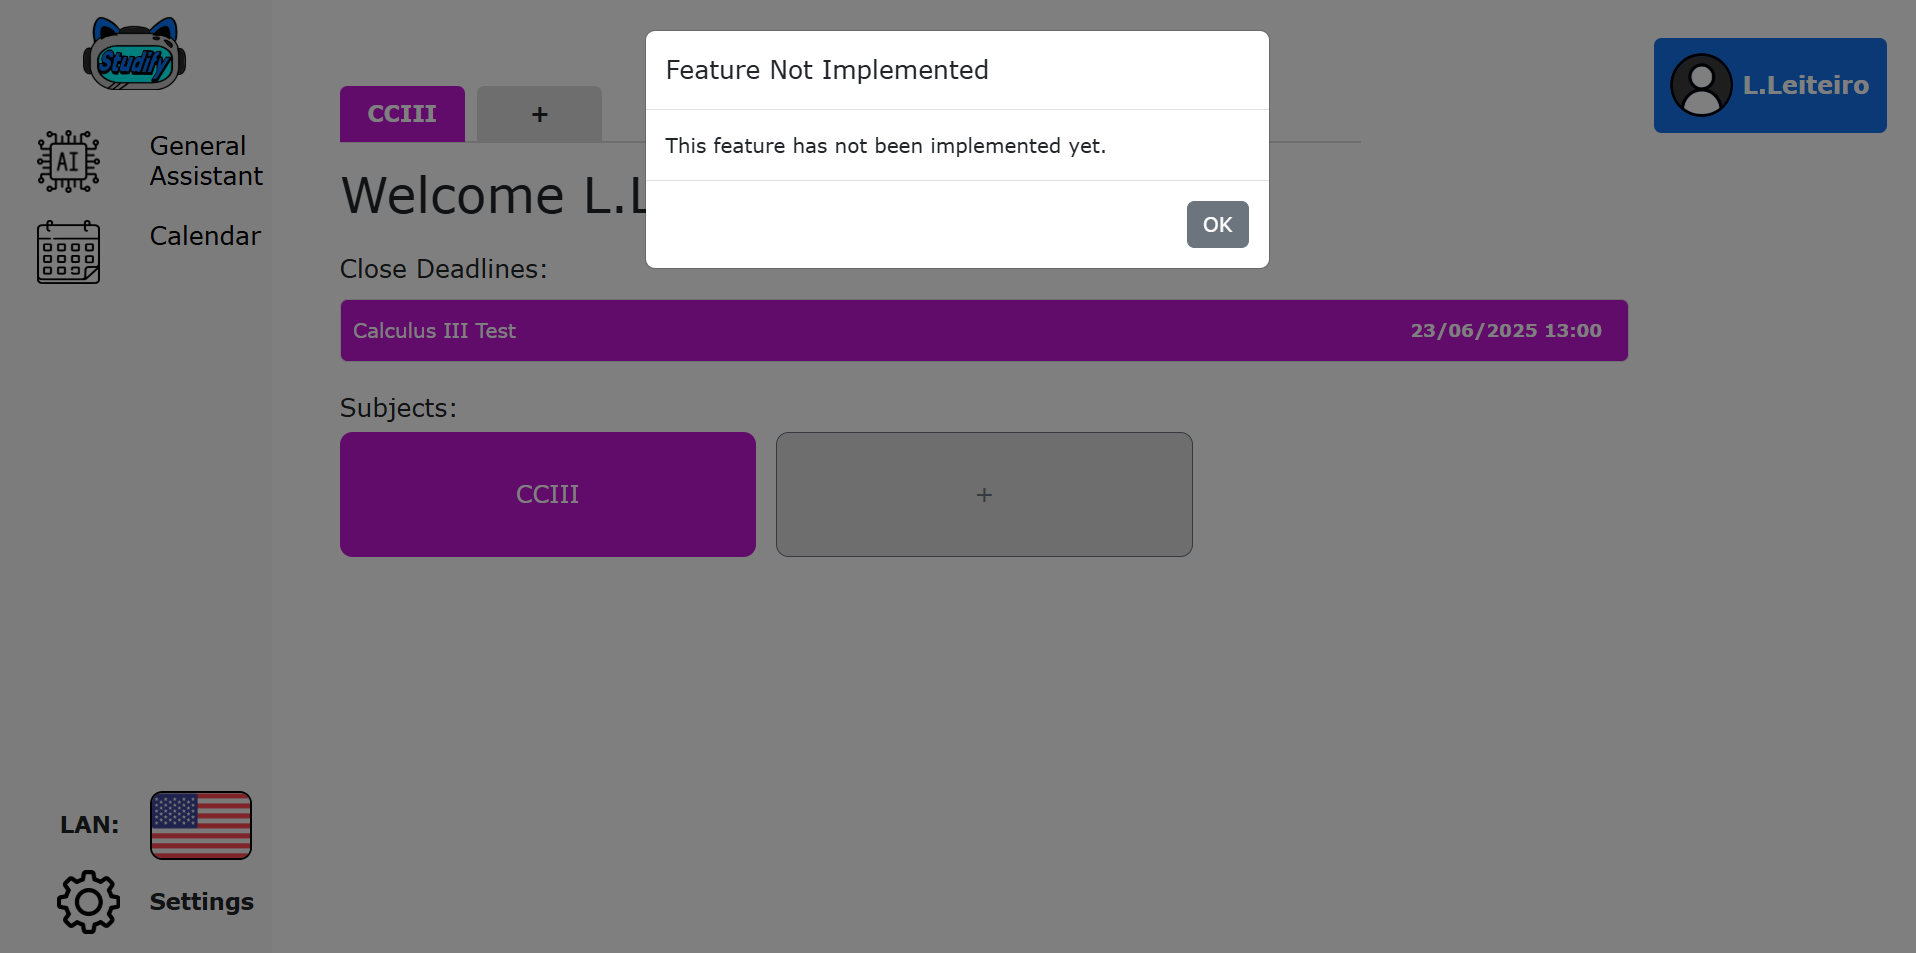 Studify
AI
General
Assistant
Calendar
LAN:
Settings
CCIII
+
L.Leiteiro
Feature Not Implemented
This feature has not been implemented yet.
OK
Welcome L.L
Close Deadlines:
Calculus III Test 23/06/2025 13:00
Subjects:
CCIII
+